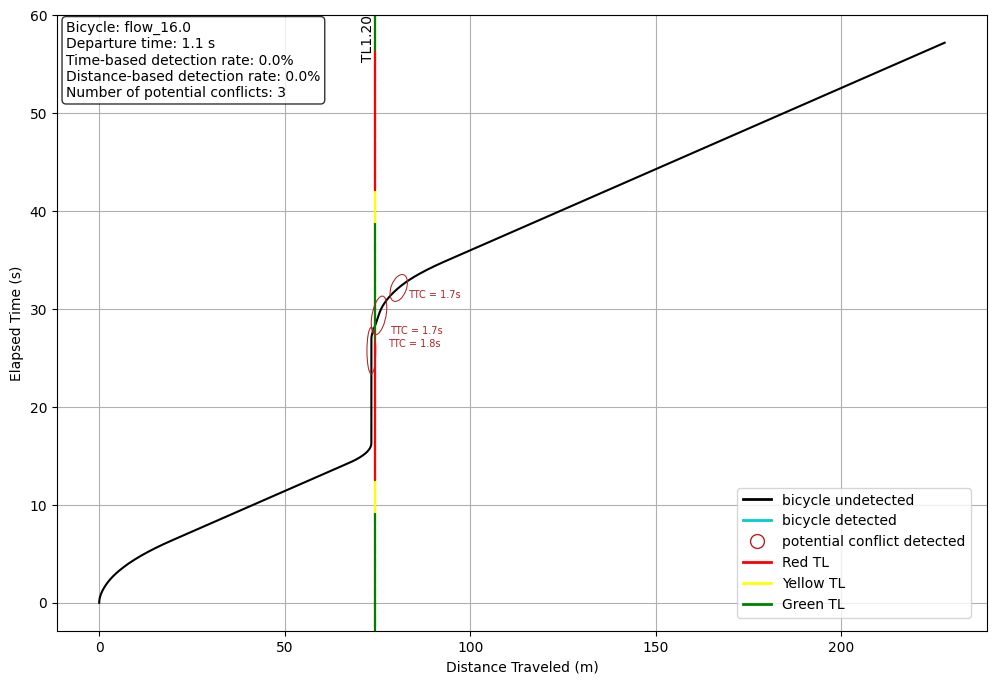 Bicycle: flow_16.0
Departure time: 1.1 s
Time-based detection rate: 0.0%
Distance-based detection rate: 0.0%
Number of potential conflicts: 3
TL1.20
60
50
40
30
20
10
0
Elapsed Time (s)
TTC = 1.7s
TTC = 1.7s
TTC = 1.8s
bicycle undetected
bicycle detected
potential conflict detected
Red TL
Yellow TL
Green TL
0
50
100
150
200
Distance Traveled (m)